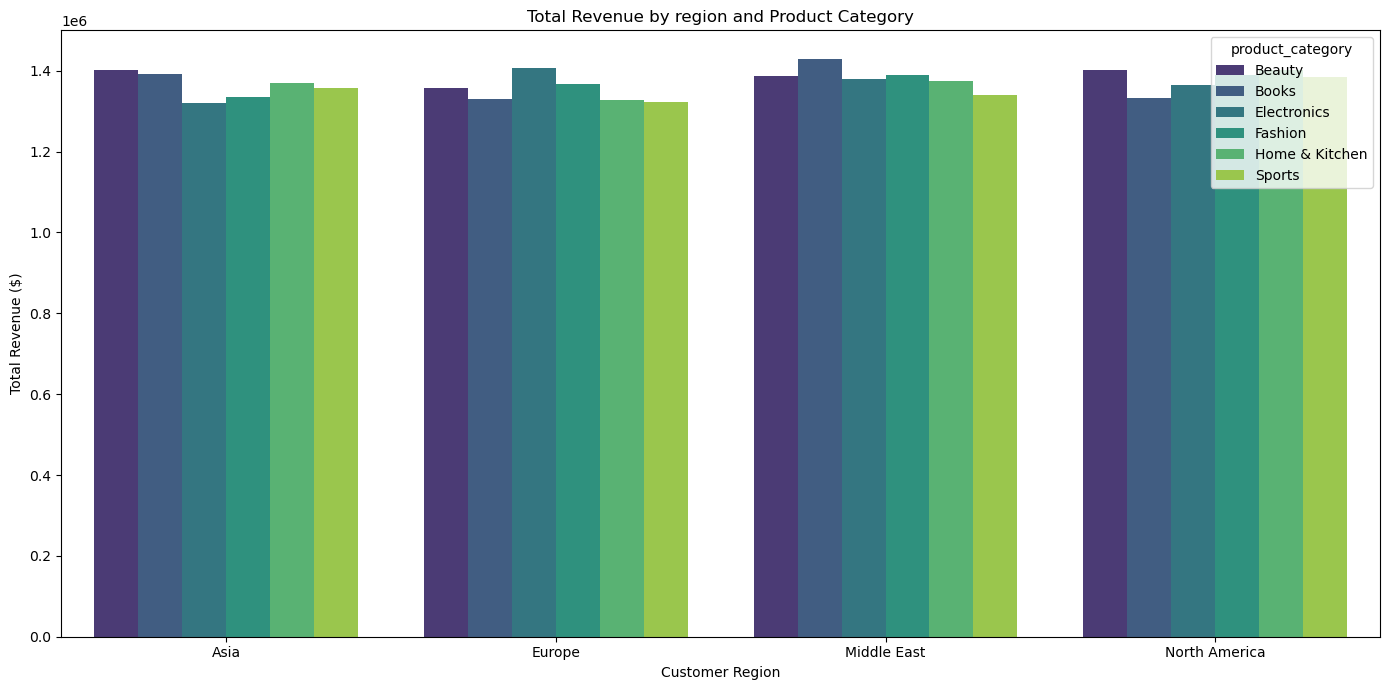 Total Revenue by region and Product Category
1e6
Total Revenue ($)
1.4
1.2
1.0
0.8
0.6
0.4
0.2
0.0
product_category
Beauty
Books
Electronics
Fashion
Home & Kitchen
Sports
Asia
Europe
Middle East
North America
Customer Region